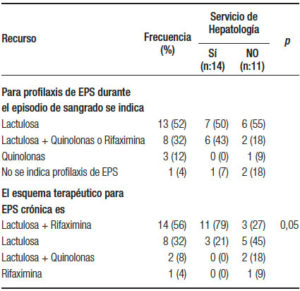 Servicio de
Hepatología
Recurso Frecuencia (%) Sí (n:14) NO (n:11) p
Para profilaxis de EPS durante
el episodio de sangrado se indica
Lactulosa 13 (52) 7 (50) 6 (55)
Lactulosa + Quinolonas o Rifaximina 8 (32) 6 (43) 2 (18)
Quinolonas 3 (12) 0 (0) 1 (9)
No se indica profilaxis de EPS 1 (4) 1 (7) 2 (18)
El esquema terapéutico para
EPS crónica es
Lactulosa + Rifaximina 14 (56) 11 (79) 3 (27) 0,05
Lactulosa 8 (32) 3 (21) 5 (45)
Lactulosa + Quinolonas 2 (8) 0 (0) 2 (18)
Rifaximina 1 (4) 0 (0) 1 (9)